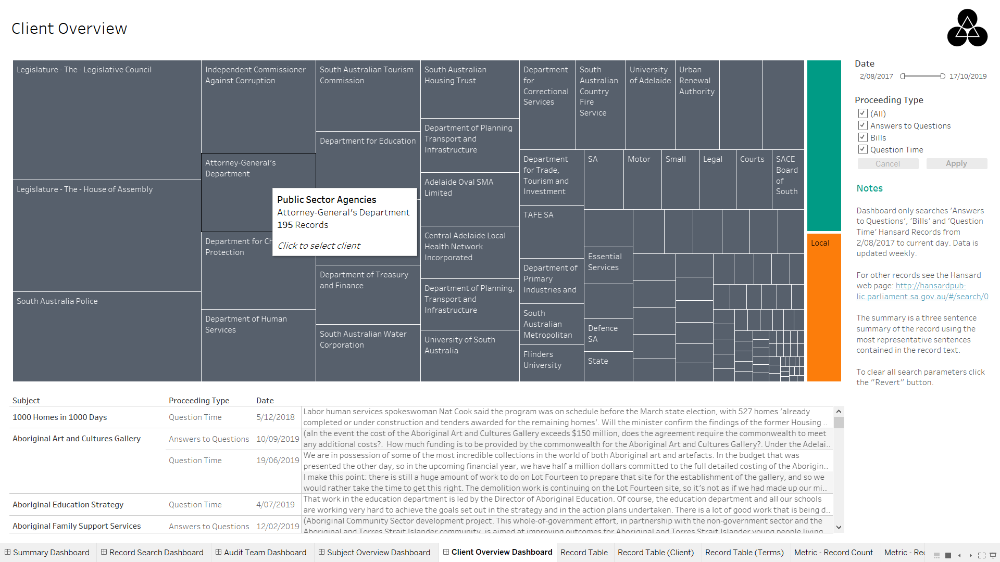 Client Overview
Legislature - The - Legislative Council
Legislature - The - House of Assembly
South Australia Police
Independent Commissioner
Against Corruption
Attorney-General's
Department
Public Sector Agencies
Attorney-General's Department
195 Records
Click to select client
Department for Ch
Protection
Department of Human
Services
South Australian Tourism
Commission
Department for Education
Department of Treasury
and Finance
South Australian Water
Corporation
South Australian
Housing Trust
Department of Planning
Transport and
Infrastructure
Adelaide Oval SMA
Limited
Central Adelaide Local
Health Network
Incorporated
Department of Planning,
Transport and
Infrastructure
University of South
Australia
Department
for
Correctional
Services
South
Australian
Country
Fire
Service
University
of Adelaide
Urban
Renewal
Authority
Department
for Trade,
Tourism and
Investment
TAFE SA
Department of
Primary
Industries and
South
Australian
Metropolitan
Flinders
University
SA
Motor
Small
Legal
Courts
SACE
Board
of
South
Essential
Services
Defence
SA
State
Local
Date
2/08/2017 17/10/2019
Proceeding Type
(All)
Answers to Questions
Bills
Question Time
Cancel Apply
Notes
Dashboard only searches 'Answers
to Questions', 'Bills' and 'Question
Time' Hansard Records from
2/08/2017 to current day. Data is
updated weekly.
For other records see the Hansard
web page: http://hansardpub-
lic.parliament.sa.gov.au/#/search/0
The summary is a three sentence
summary of the record using the
most representative sentences
contained in the record text.
To clear all search parameters click
the "Revert" button.
Subject Proceeding Type Date
1000 Homes in 1000 Days Question Time 5/12/2018
Labor human services spokeswoman Nat Cook said the program was on schedule before the March state election, with 527 homes 'already
completed or under construction and tenders awarded for the remaining homes'. Will the minister confirm the findings of the former Housing ..
Aboriginal Art and Cultures Gallery Answers to Questions 10/09/2019
(aIn the event the cost of the Aboriginal Art and Cultures Gallery exceeds $150 million, does the agreement require the commonwealth to meet
any additional costs?. How much funding is to be provided by the commonwealth for the Aboriginal Art and Cultures Gallery?. Under the Adelai..
Question Time 19/06/2019
We are in possession of some of the most incredible collections in the world of both Aboriginal art and artefacts. In the budget that was
presented the other day, so in the upcoming financial year, we have half a million dollars committed to the full detailed costing of the Aborigin..
I make this point: there is still a huge amount of work to do on Lot Fourteen to prepare that site for the establishment of the gallery, and so we
would rather take the time to get this right. The demolition work is continuing on the Lot Fourteen site, so it's not as if we had made up our mi..
Aboriginal Education Strategy Question Time 4/07/2019
That work in the education department is led by the Director of Aboriginal Education. Of course, the education department and all our schools
are working very hard to achieve the goals set out in the strategy and in the action plans undertaken. There is a lot of good work that is being d..
Aboriginal Family Support Services Answers to Questions 12/02/2019
(Aboriginal Community Sector development project. This whole-of-government effort, in partnership with the non-government sector and the
Aboriginal and Torres Strait Islander community, is aimed at improving outcomes for Aboriginal and Torres Strait Islander young people living
Summary Dashboard Record Search Dashboard Audit Team Dashboard Subject Overview Dashboard Client Overview Dashboard Record Table Record Table (Client) Record Table (Terms) Metric - Record Count Metric - Rec